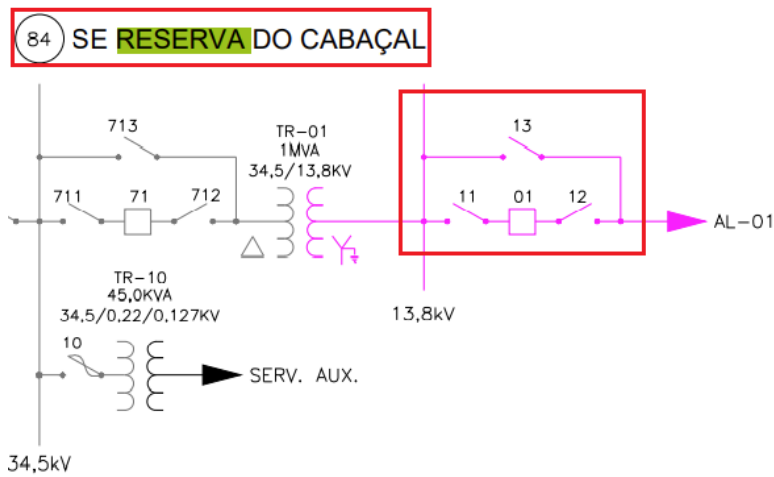 84 SE RESERVA DO CABAÇAL
713
13
TR-01
1MVA
34,5/13,8KV
711 71 712
11 01 12
AL-01
TR-10
45,0KVA
34,5/0,22/0,127KV
13,8kV
10
SERV. AUX.
34,5kV